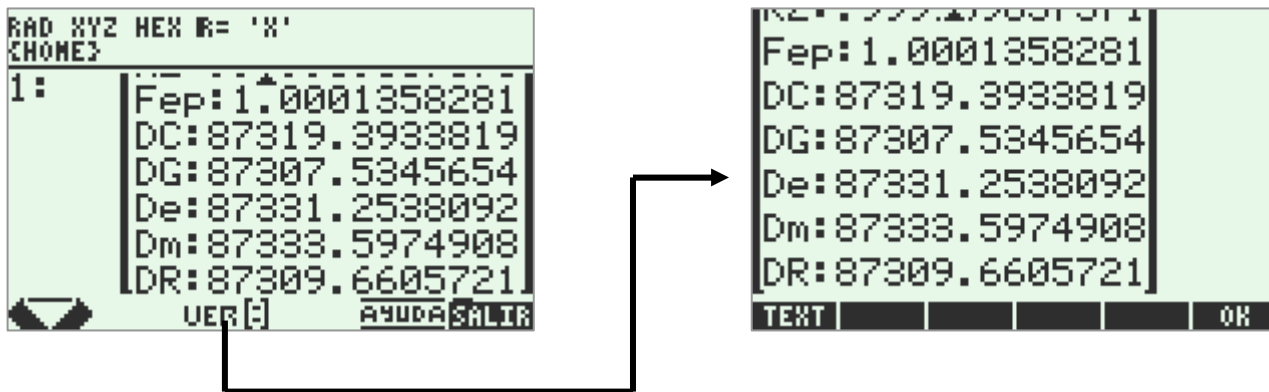 RAD XYZ HEX R= 'X'
{HOME}
1:
Fep:1.0001358281
DC:87319.3933819
DG:87307.5345654
De:87331.2538092
Dm:87333.5974908
DR:87309.6605721
VER[:] AYUDA SALIR
Fep:1.0001358281
DC:87319.3933819
DG:87307.5345654
De:87331.2538092
Dm:87333.5974908
DR:87309.6605721
TEXT OK